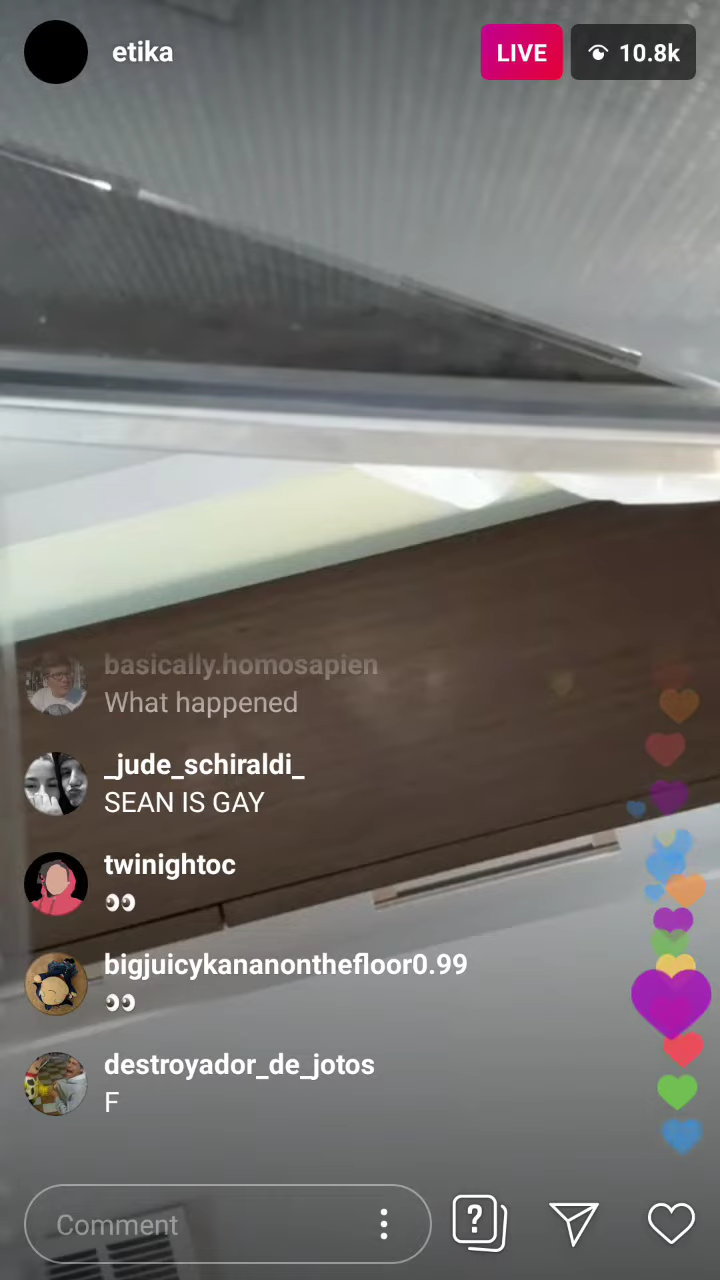 etika
LIVE
10.8k
basically.homosapien
What happened
_jude_schiraldi_
SEAN IS GAY
twinightoc
👀
bigjuicykananonthefloor0.99
👀
destroyador_de_jotos
F
Comment
?